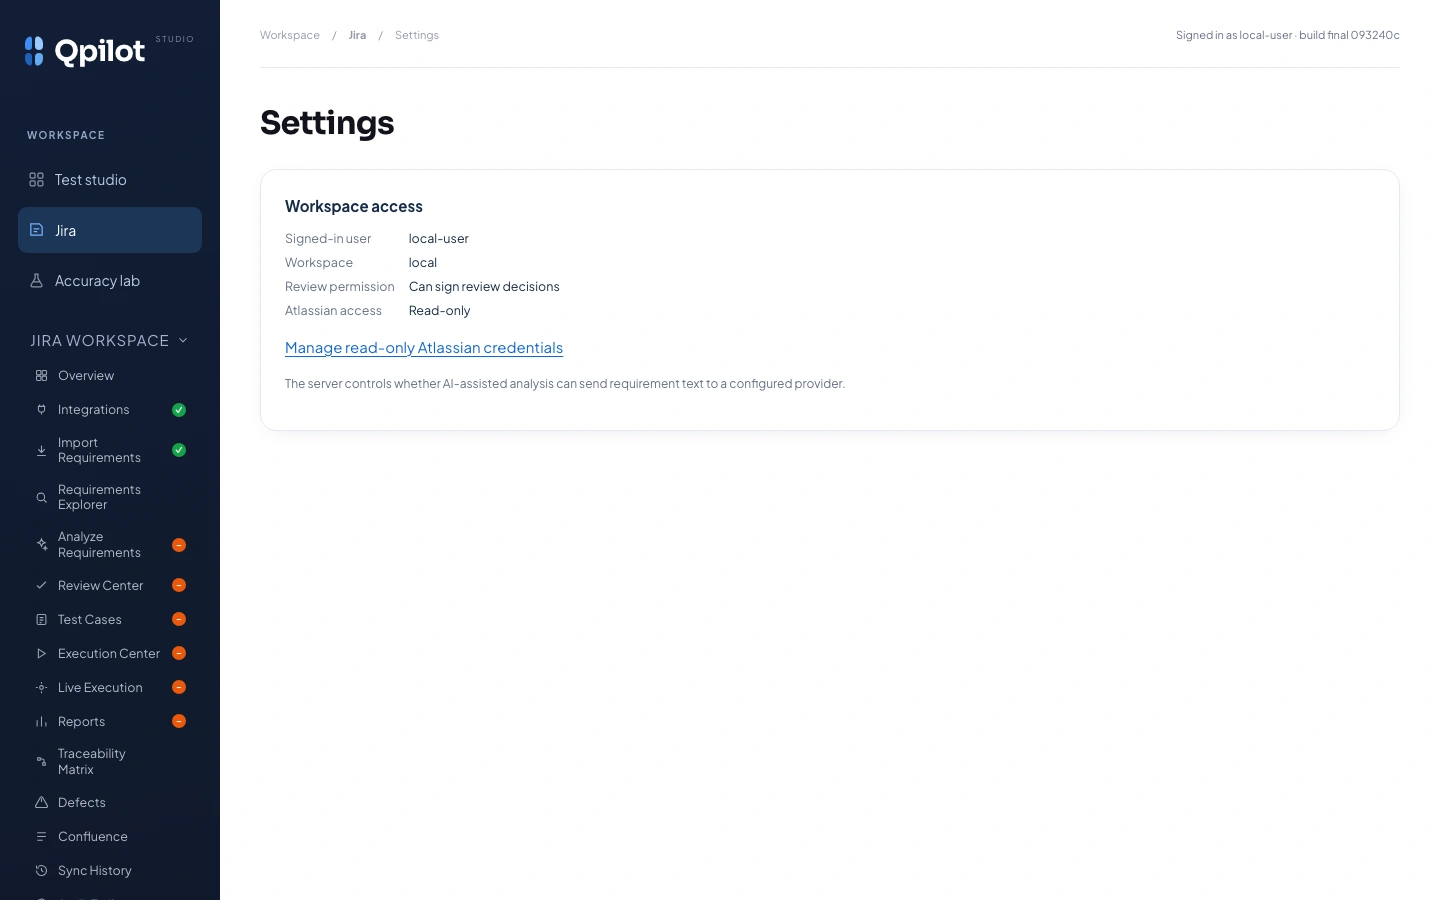 Qpilot STUDIO
WORKSPACE
Test studio
Jira
Accuracy lab
JIRA WORKSPACE
Overview
Integrations
Import
Requirements
Requirements
Explorer
Analyze
Requirements
Review Center
Test Cases
Execution Center
Live Execution
Reports
Traceability
Matrix
Defects
Confluence
Sync History
Workspace / Jira / Settings
Signed in as local-user · build final 093240c
Settings
Workspace access
Signed-in user local-user
Workspace local
Review permission Can sign review decisions
Atlassian access Read-only
Manage read-only Atlassian credentials
The server controls whether AI-assisted analysis can send requirement text to a configured provider.